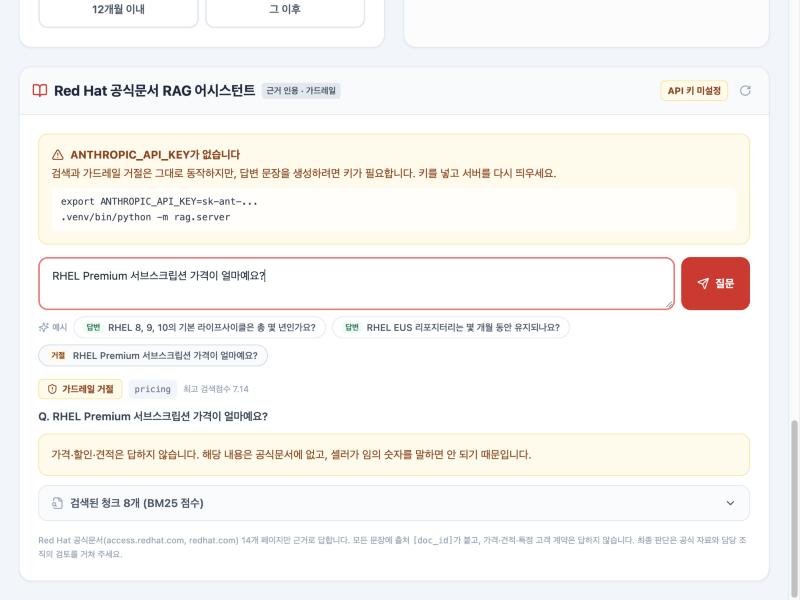 12개월 이내
그 이후
Red Hat 공식문서 RAG 어시스턴트
근거 인용 · 가드레일
API 키 미설정
ANTHROPIC_API_KEY가 없습니다
검색과 가드레일 거절은 그대로 동작하지만, 답변 문장을 생성하려면 키가 필요합니다. 키를 넣고 서버를 다시 띄우세요.
export ANTHROPIC_API_KEY=sk-ant-...
.venv/bin/python -m rag.server
RHEL Premium 서브스크립션 가격이 얼마예요?
질문
예시
답변 RHEL 8, 9, 10의 기본 라이프사이클은 총 몇 년인가요?
답변 RHEL EUS 리포지터리는 몇 개월 동안 유지되나요?
거절 RHEL Premium 서브스크립션 가격이 얼마예요?
가드레일 거절
pricing
최고 검색점수 7.14
Q. RHEL Premium 서브스크립션 가격이 얼마예요?
가격·할인·견적은 답하지 않습니다. 해당 내용은 공식문서에 없고, 셀러가 임의 숫자를 말하면 안 되기 때문입니다.
검색된 청크 8개 (BM25 점수)
Red Hat 공식문서(access.redhat.com, redhat.com) 14개 페이지만 근거로 답합니다. 모든 문장에 출처 [doc_id]가 붙고, 가격·견적·특정 고객 계약은 답하지 않습니다. 최종 판단은 공식 자료와 담당 조
직의 검토를 거쳐 주세요.